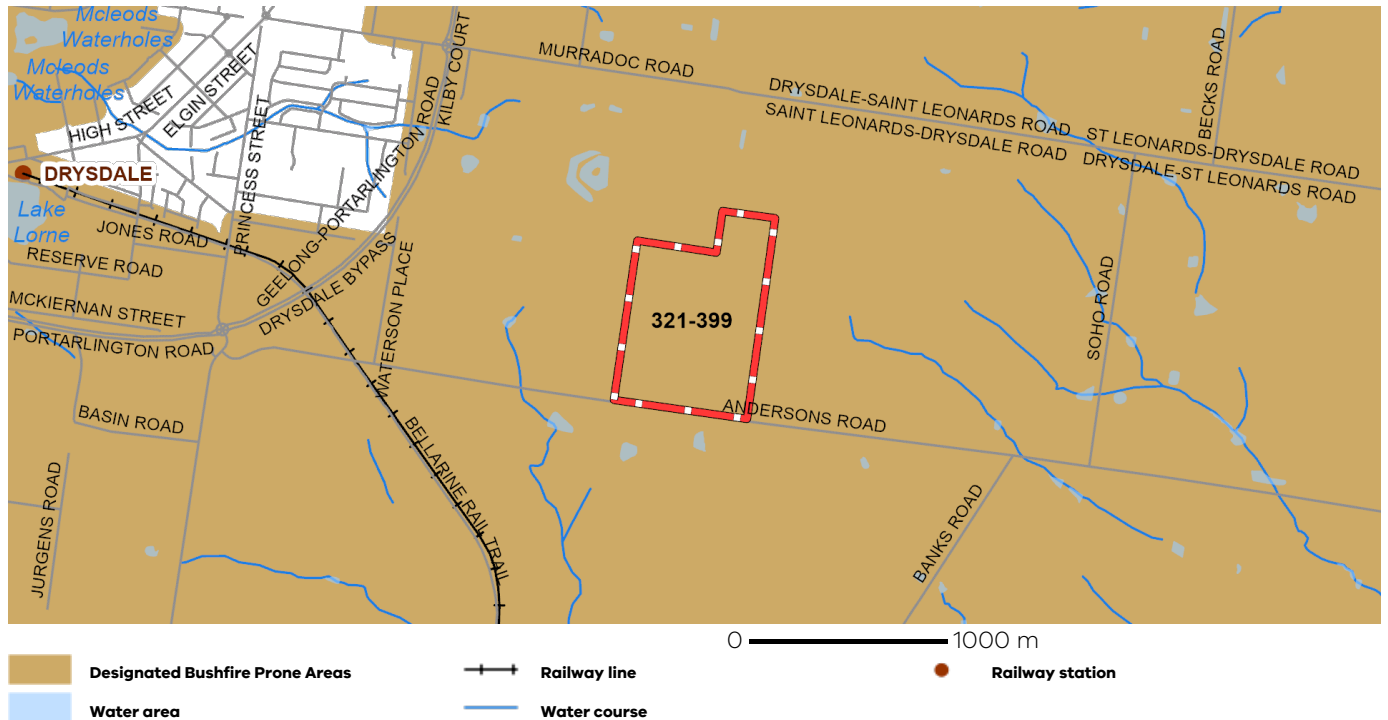 Mcleods
Waterholes
Mcleods
Waterholes
HIGH STREET
ELGIN STREET
PRINCESS STREET
KILBY COURT
MURRADOC ROAD
DRYSDALE-SAINT LEONARDS ROAD
SAINT LEONARDS-DRYSDALE ROAD
BECKS ROAD
ST LEONARDS-DRYSDALE ROAD
DRYSDALE-ST LEONARDS ROAD
DRYSDALE
Lake
Lorne
JONES ROAD
RESERVE ROAD
GEELONG-PORTARLINGTON ROAD
DRYSDALE BYPASS
WATERSON PLACE
MCKIERNAN STREET
PORTARLINGTON ROAD
321-399
SOHO ROAD
BASIN ROAD
ANDERSONS ROAD
BELLARINE RAIL TRAIL
JURGENS ROAD
BANKS ROAD
0 1000 m
Designated Bushfire Prone Areas
Railway line
Railway station
Water area
Water course